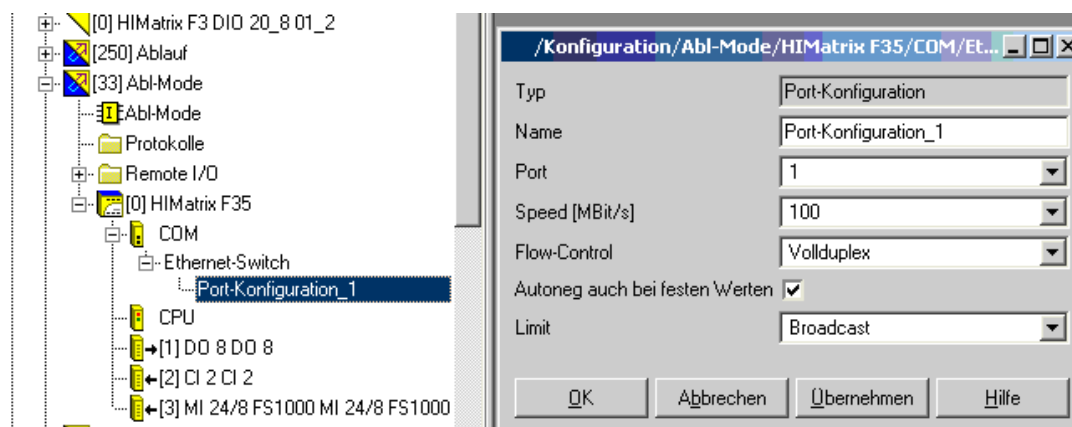 [0] HIMatrix F3 DIO 20_8 01_2
[250] Ablauf
[33] Abl-Mode
Abl-Mode
Protokolle
Remote I/O
[0] HIMatrix F35
COM
Ethernet-Switch
Port-Konfiguration_1
CPU
[1] DO 8 DO 8
[2] CI 2 CI 2
[3] MI 24/8 FS1000 MI 24/8 FS1000
/Konfiguration/Abl-Mode/HIMatrix F35/COM/Et...
Typ Port-Konfiguration
Name Port-Konfiguration_1
Port 1
Speed [MBit/s] 100
Flow-Control Vollduplex
Autoneg auch bei festen Werten
Limit Broadcast
OK Abbrechen Übernehmen Hilfe